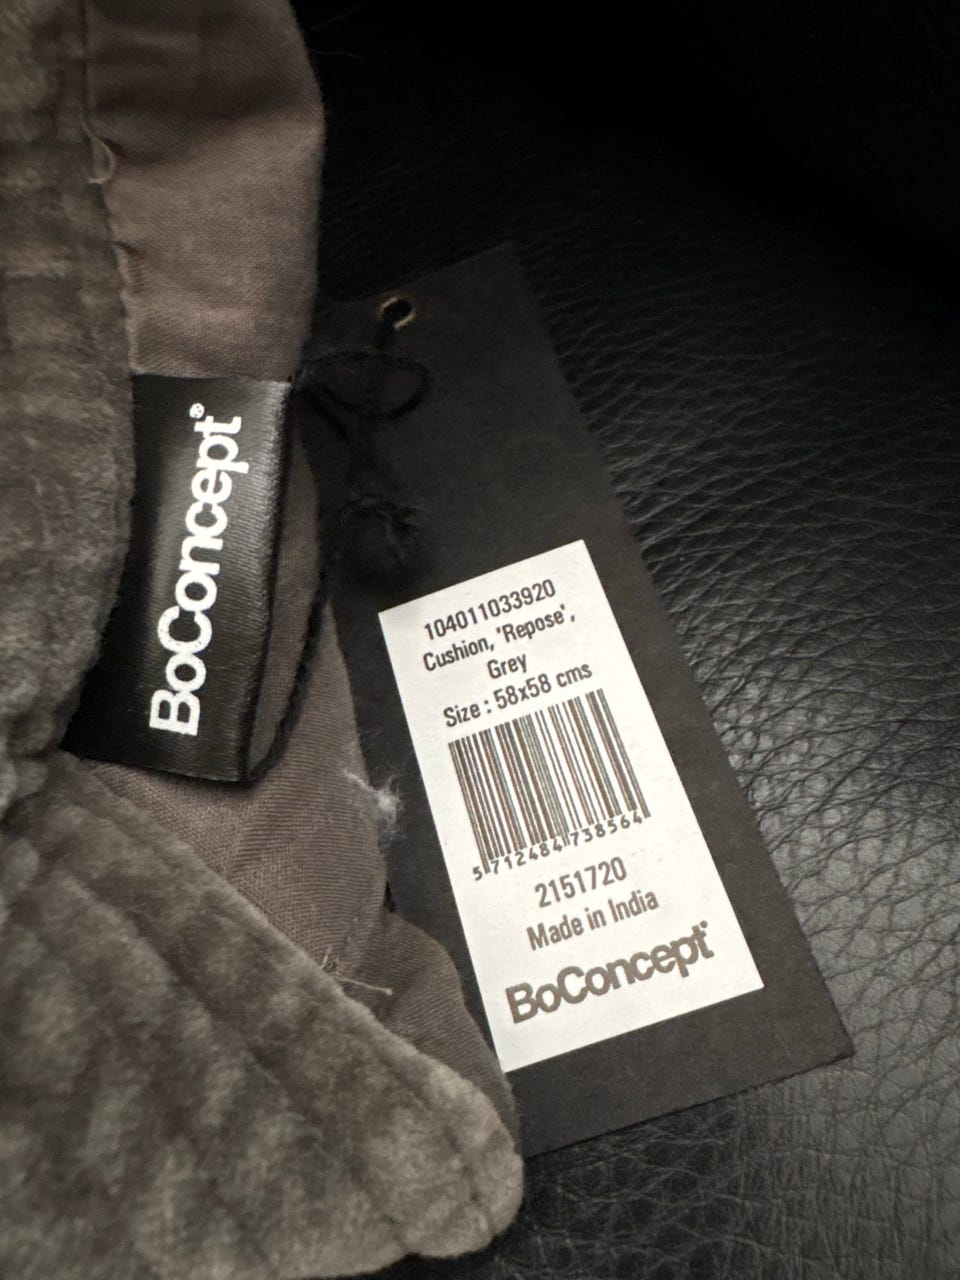 BoConcept®
104011033920
Cushion, 'Repose',
Grey
Size : 58x58 cms
5 712484 738564
2151720
Made in India
BoConcept®